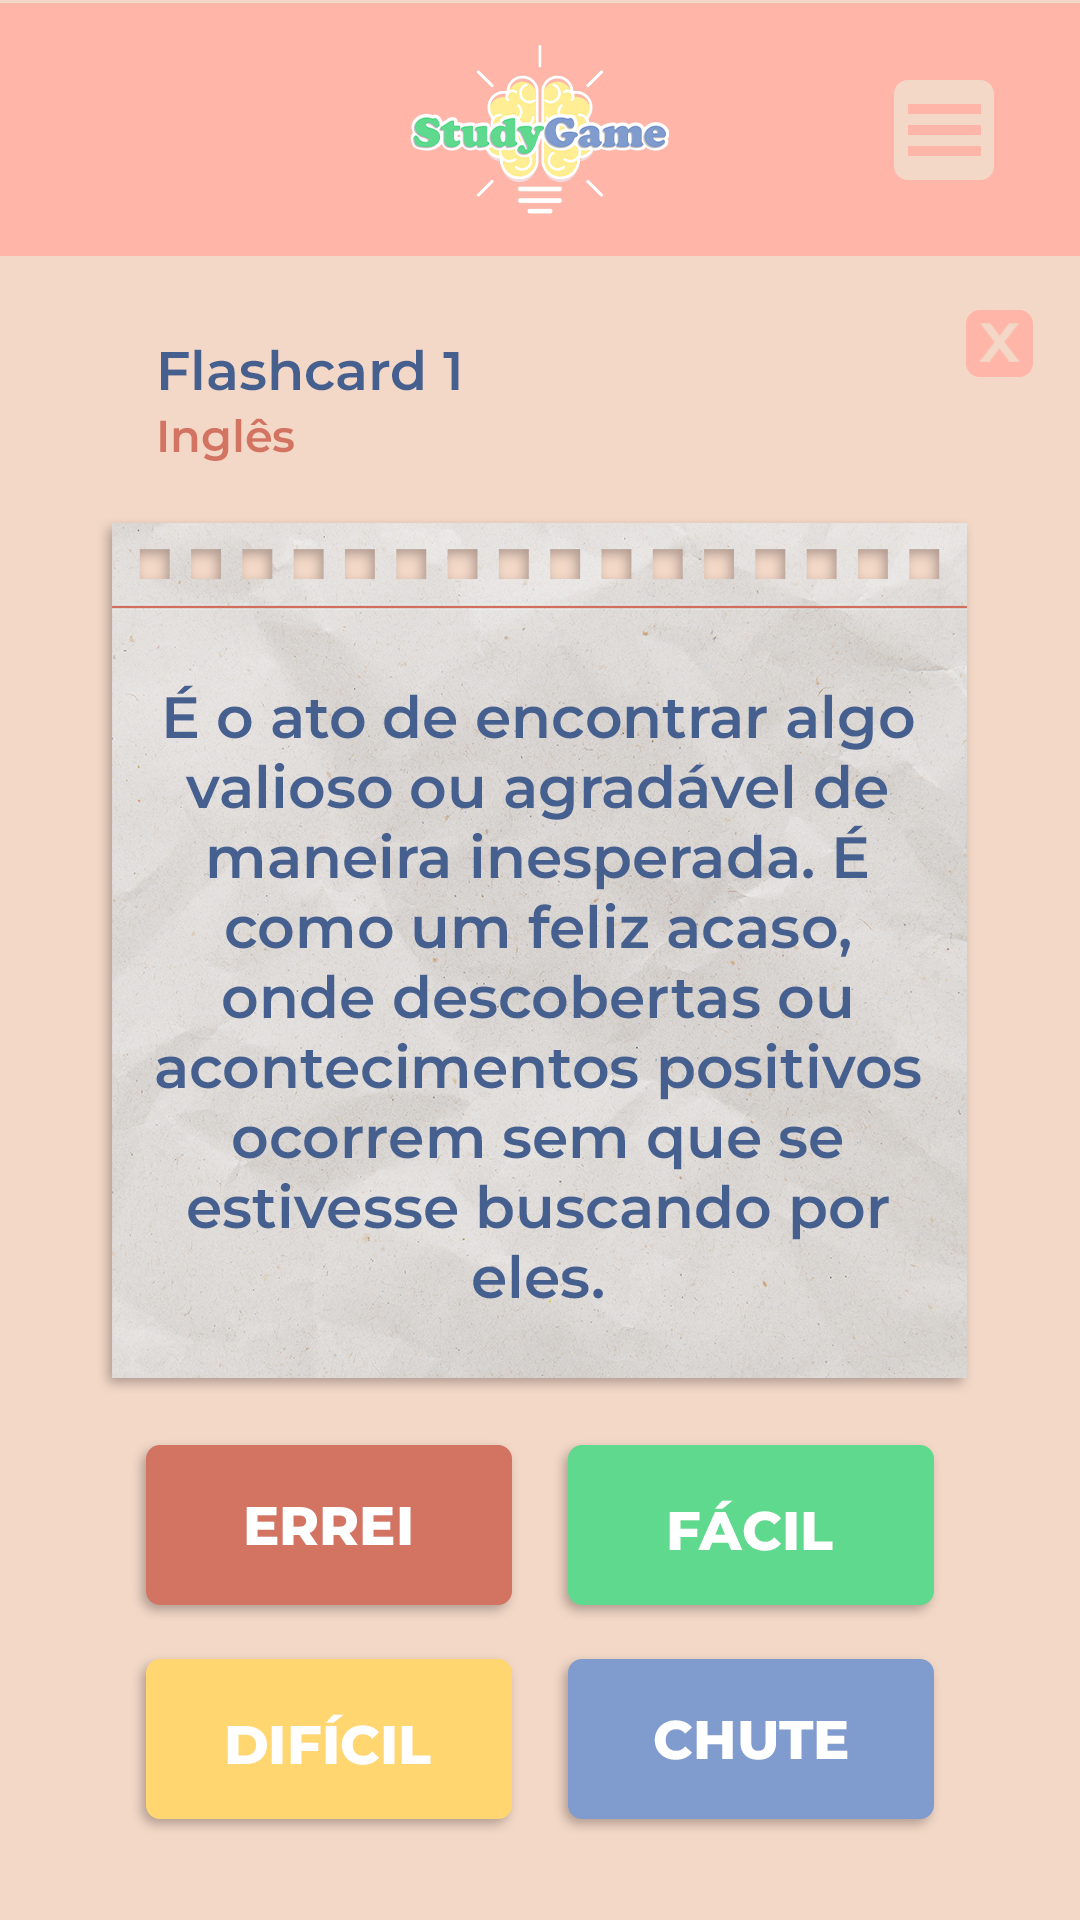 StudyGame
X
Flashcard 1
Inglês
É o ato de encontrar algo
valioso ou agradável de
maneira inesperada. É
como um feliz acaso,
onde descobertas ou
acontecimentos positivos
ocorrem sem que se
estivesse buscando por
eles.
ERREI
FÁCIL
DIFÍCIL
CHUTE